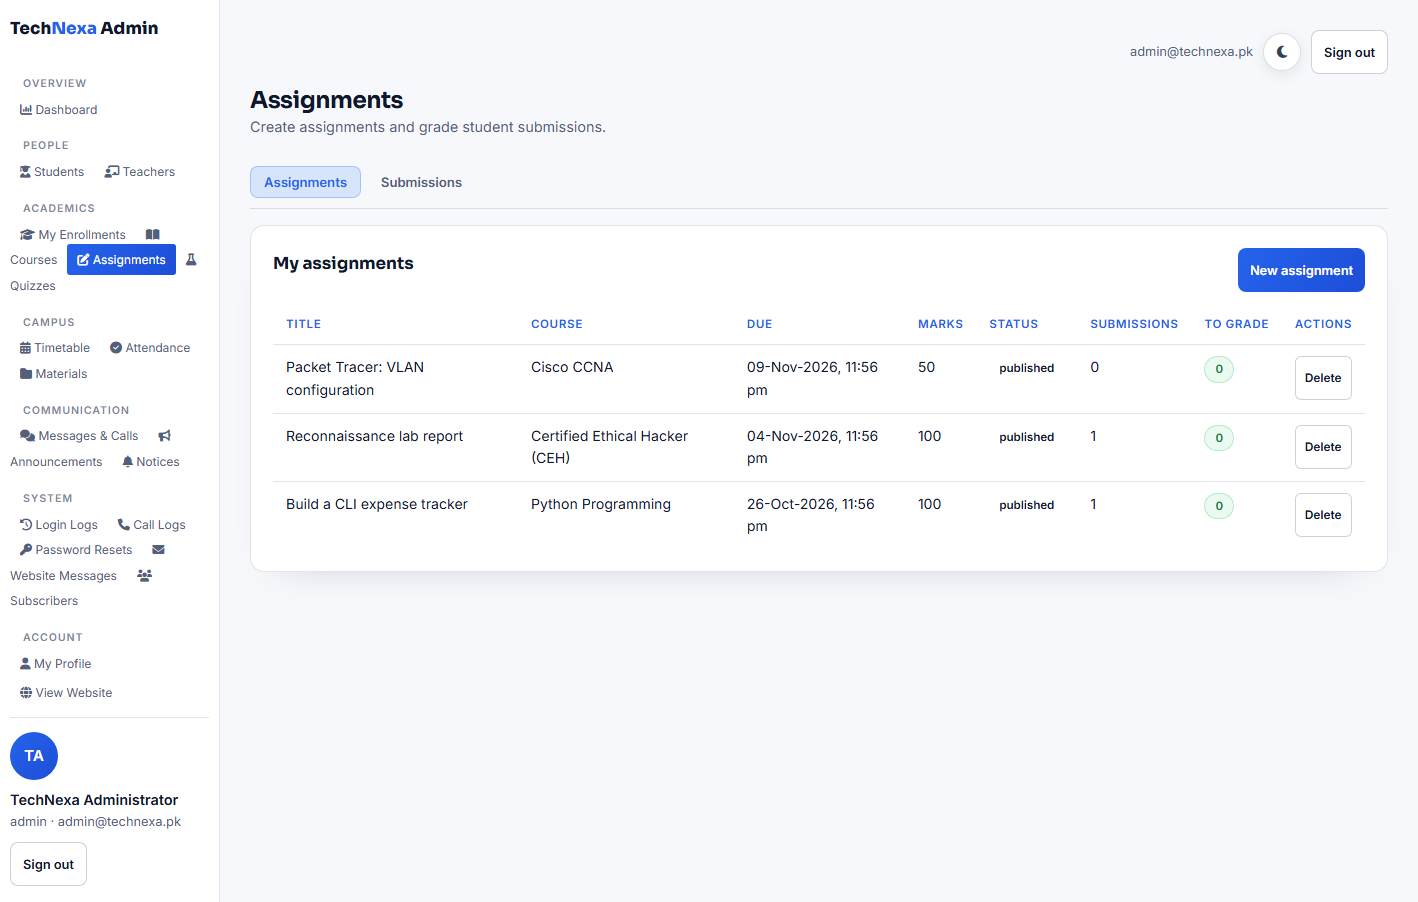 TechNexa Admin
OVERVIEW
Dashboard
PEOPLE
Students Teachers
ACADEMICS
My Enrollments
Courses Assignments
Quizzes
CAMPUS
Timetable Attendance
Materials
COMMUNICATION
Messages & Calls
Announcements Notices
SYSTEM
Login Logs Call Logs
Password Resets
Website Messages
Subscribers
ACCOUNT
My Profile
View Website
TA
TechNexa Administrator
admin · admin@technexa.pk
Sign out
admin@technexa.pk Sign out
Assignments
Create assignments and grade student submissions.
Assignments Submissions
My assignments New assignment
TITLE COURSE DUE MARKS STATUS SUBMISSIONS TO GRADE ACTIONS
Packet Tracer: VLAN Cisco CCNA 09-Nov-2026, 11:56 50 published 0 0 Delete
configuration pm
Reconnaissance lab report Certified Ethical Hacker 04-Nov-2026, 11:56 100 published 1 0 Delete
(CEH) pm
Build a CLI expense tracker Python Programming 26-Oct-2026, 11:56 100 published 1 0 Delete
pm